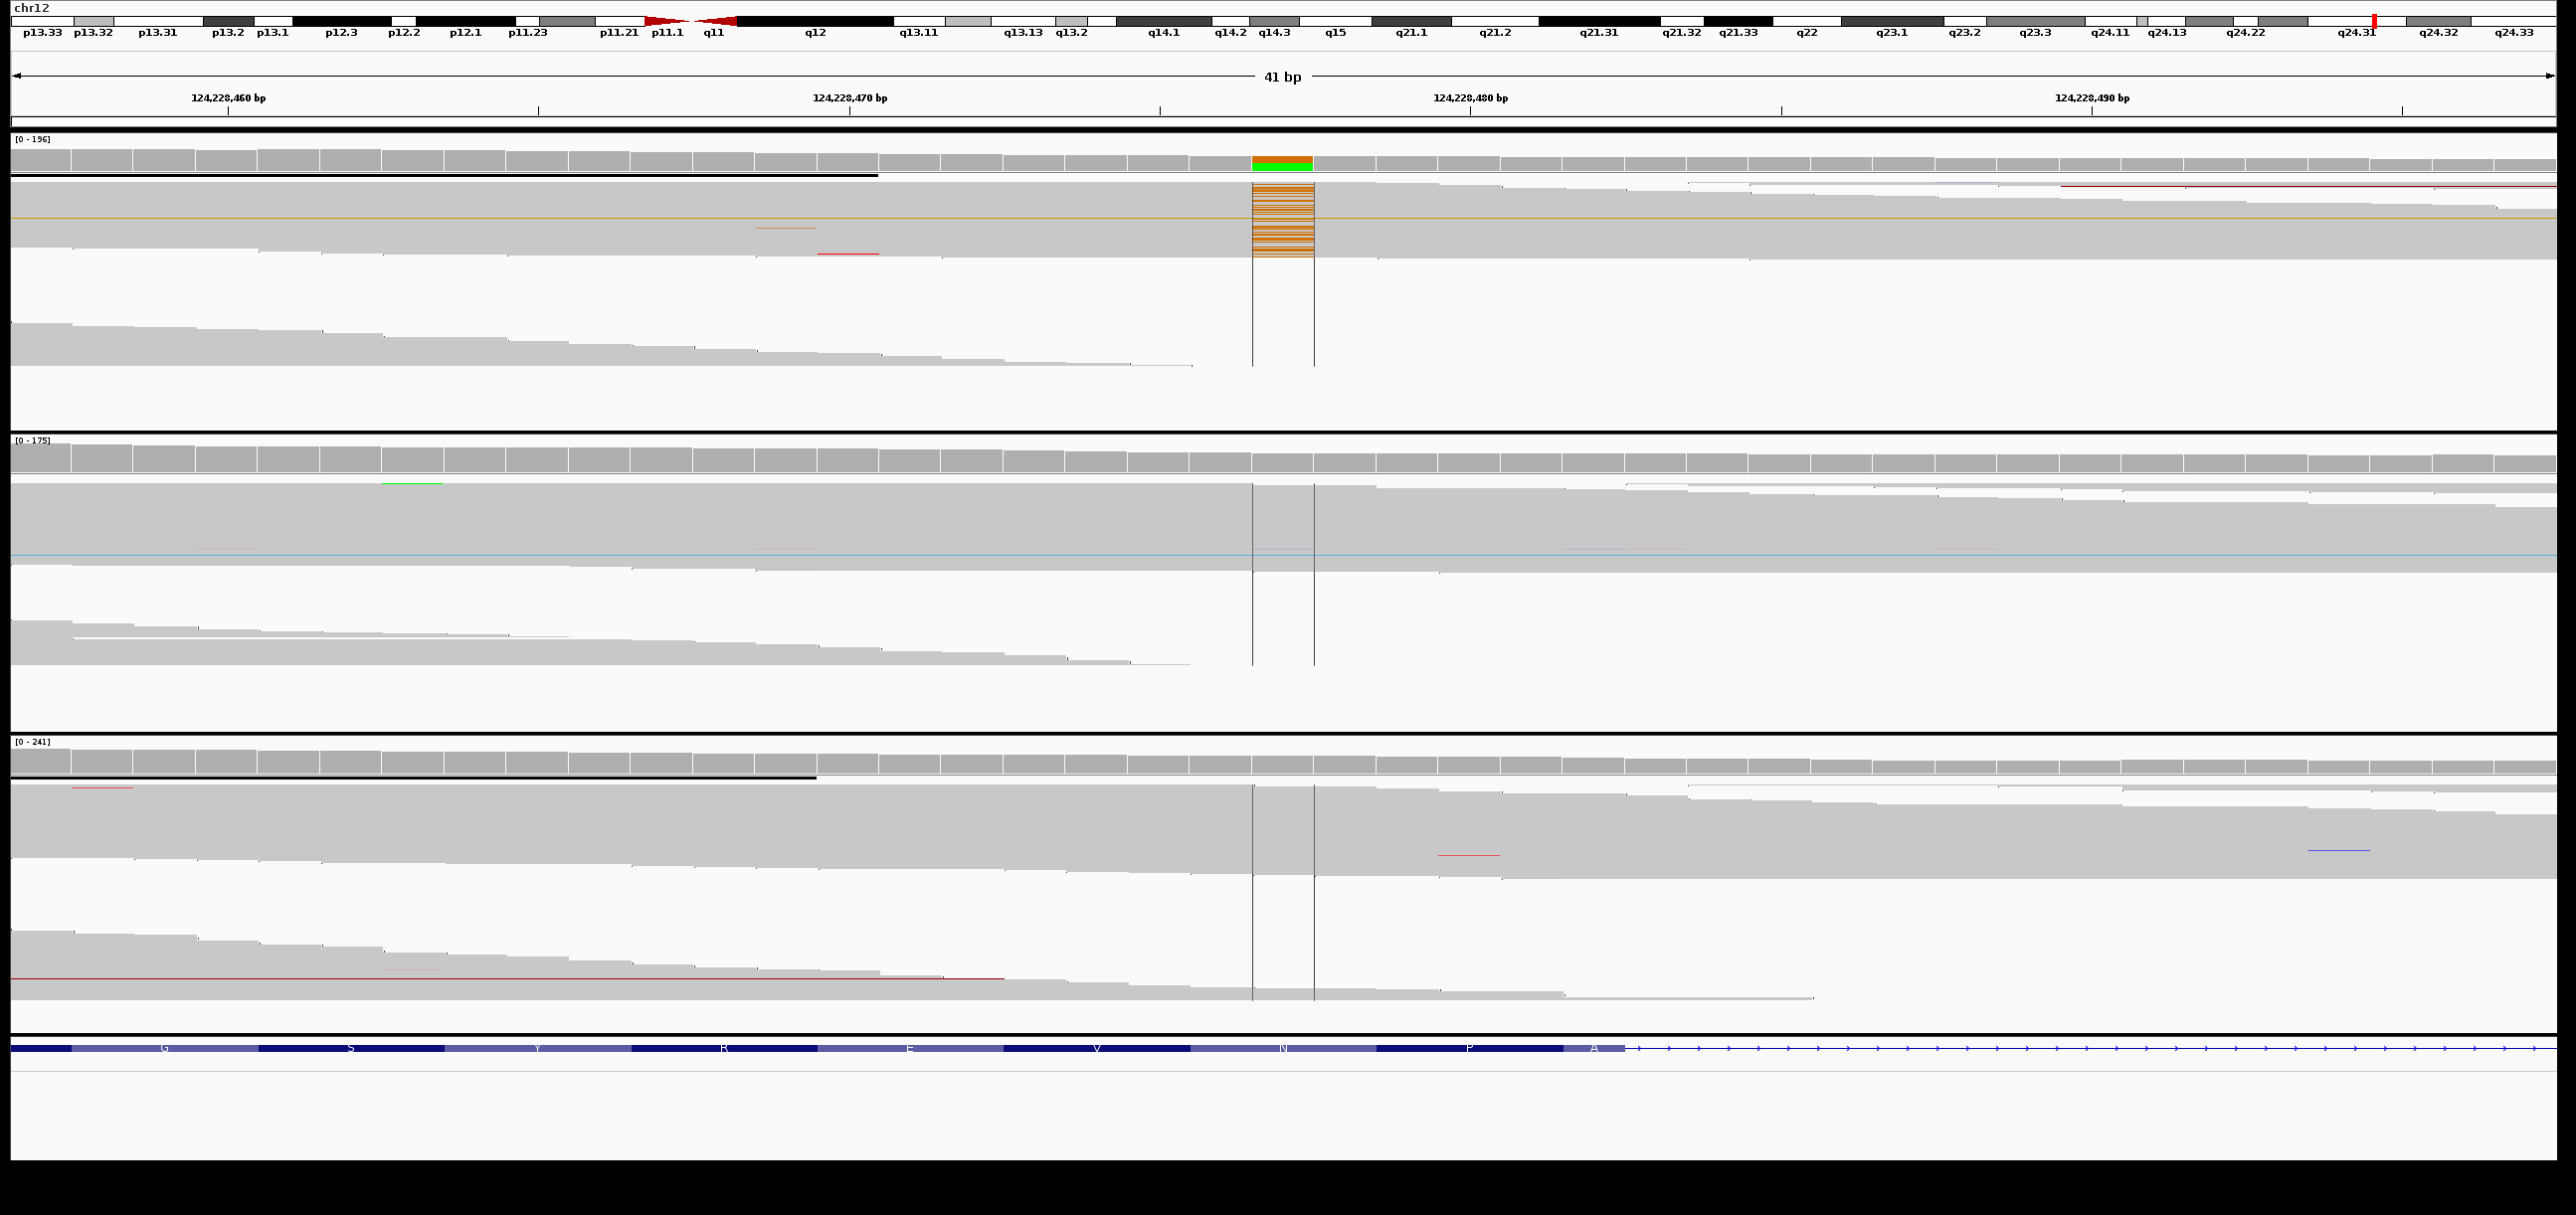 chr12
p13.33 p13.32 p13.31 p13.2 p13.1 p12.3 p12.2 p12.1 p11.23 p11.21 p11.1 q11 q12 q13.11 q13.13 q13.2 q14.1 q14.2 q14.3 q15 q21.1 q21.2 q21.31 q21.32 q21.33 q22 q23.1 q23.2 q23.3 q24.11 q24.13 q24.22 q24.31 q24.32 q24.33
41 bp
124,228,460 bp 124,228,470 bp 124,228,480 bp 124,228,490 bp
[0 - 196]
[0 - 175]
[0 - 241]
G S Y R E V N P A